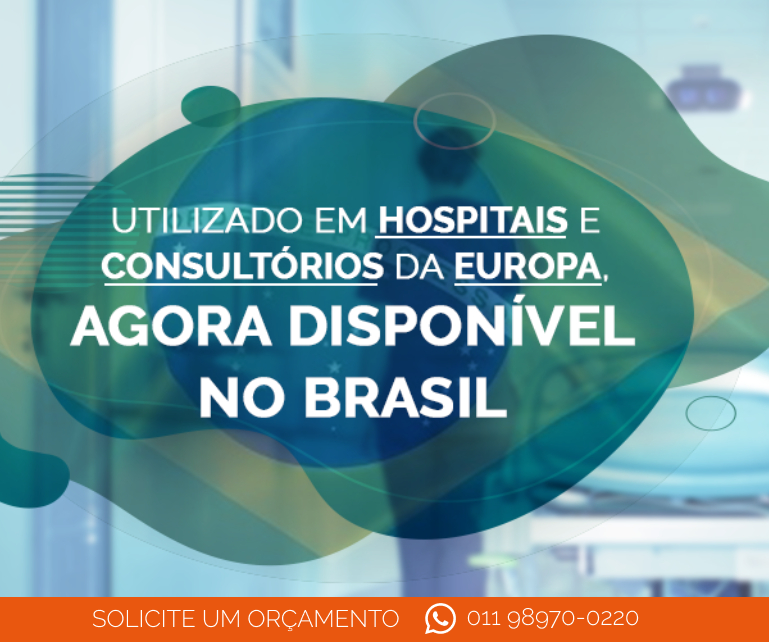 UTILIZADO EM HOSPITAIS E
CONSULTÓRIOS DA EUROPA,
AGORA DISPONÍVEL
NO BRASIL
SOLICITE UM ORÇAMENTO 011 98970-0220